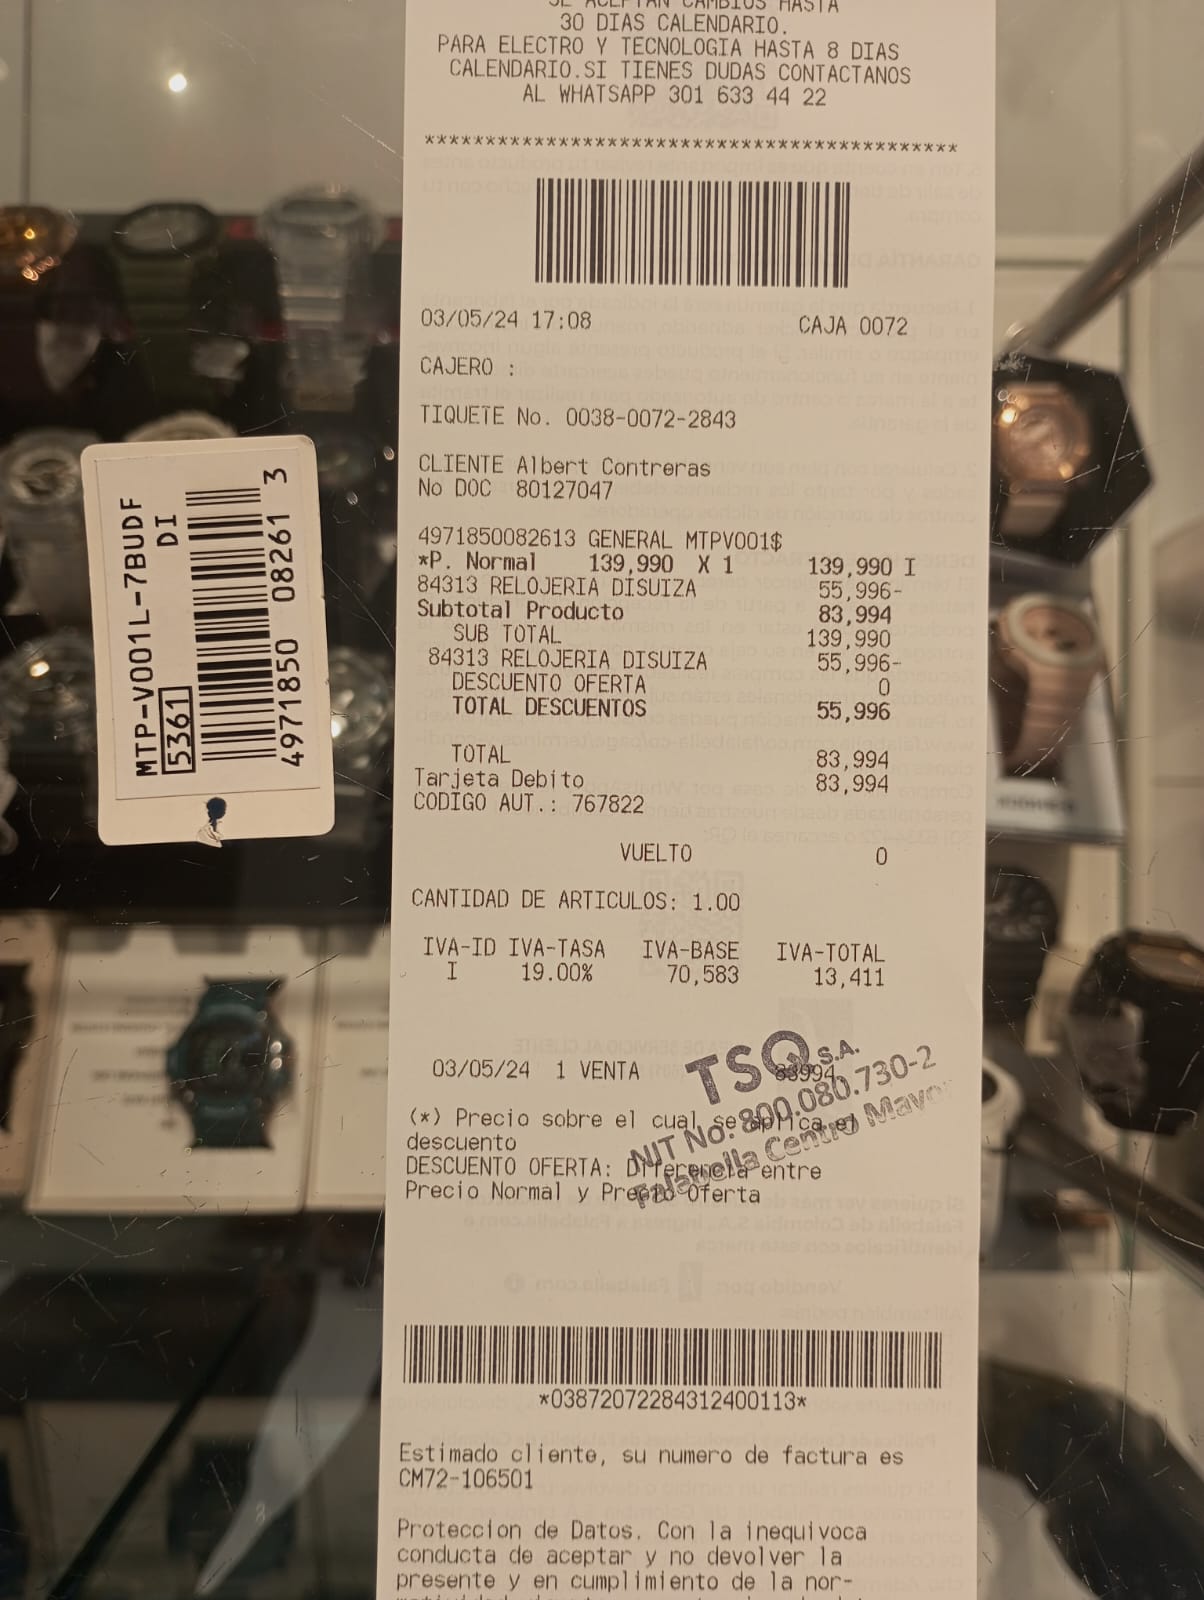 SE ACEPTAN CAMBIOS HASTA
30 DIAS CALENDARIO.
PARA ELECTRO Y TECNOLOGIA HASTA 8 DIAS
CALENDARIO.SI TIENES DUDAS CONTACTANOS
AL WHATSAPP 301 633 44 22
********************************************
03/05/24 17:08 CAJA 0072
CAJERO :
TIQUETE No. 0038-0072-2843
CLIENTE Albert Contreras
No DOC 80127047
4971850082613 GENERAL MTPV001$
*P. Normal 139,990 X 1 139,990 I
84313 RELOJERIA DISUIZA 55,996-
Subtotal Producto 83,994
SUB TOTAL 139,990
84313 RELOJERIA DISUIZA 55,996-
DESCUENTO OFERTA 0
TOTAL DESCUENTOS 55,996
TOTAL 83,994
Tarjeta Debito 83,994
CODIGO AUT.: 767822
VUELTO 0
CANTIDAD DE ARTICULOS: 1.00
IVA-ID IVA-TASA IVA-BASE IVA-TOTAL
I 19.00% 70,583 13,411
03/05/24 1 VENTA 83994
TSQ S.A.
NIT No. 800.080.730-2
Falabella Centro Mayo
(*) Precio sobre el cual se aplica el
descuento
DESCUENTO OFERTA: Diferencia entre
Precio Normal y Precio Oferta
*03872072284312400113*
Estimado cliente, su numero de factura es
CM72-106501
Proteccion de Datos. Con la inequivoca
conducta de aceptar y no devolver la
presente y en cumplimiento de la nor-
MTP-V001L-7BUDF
DI
5361
4971850 08261 3